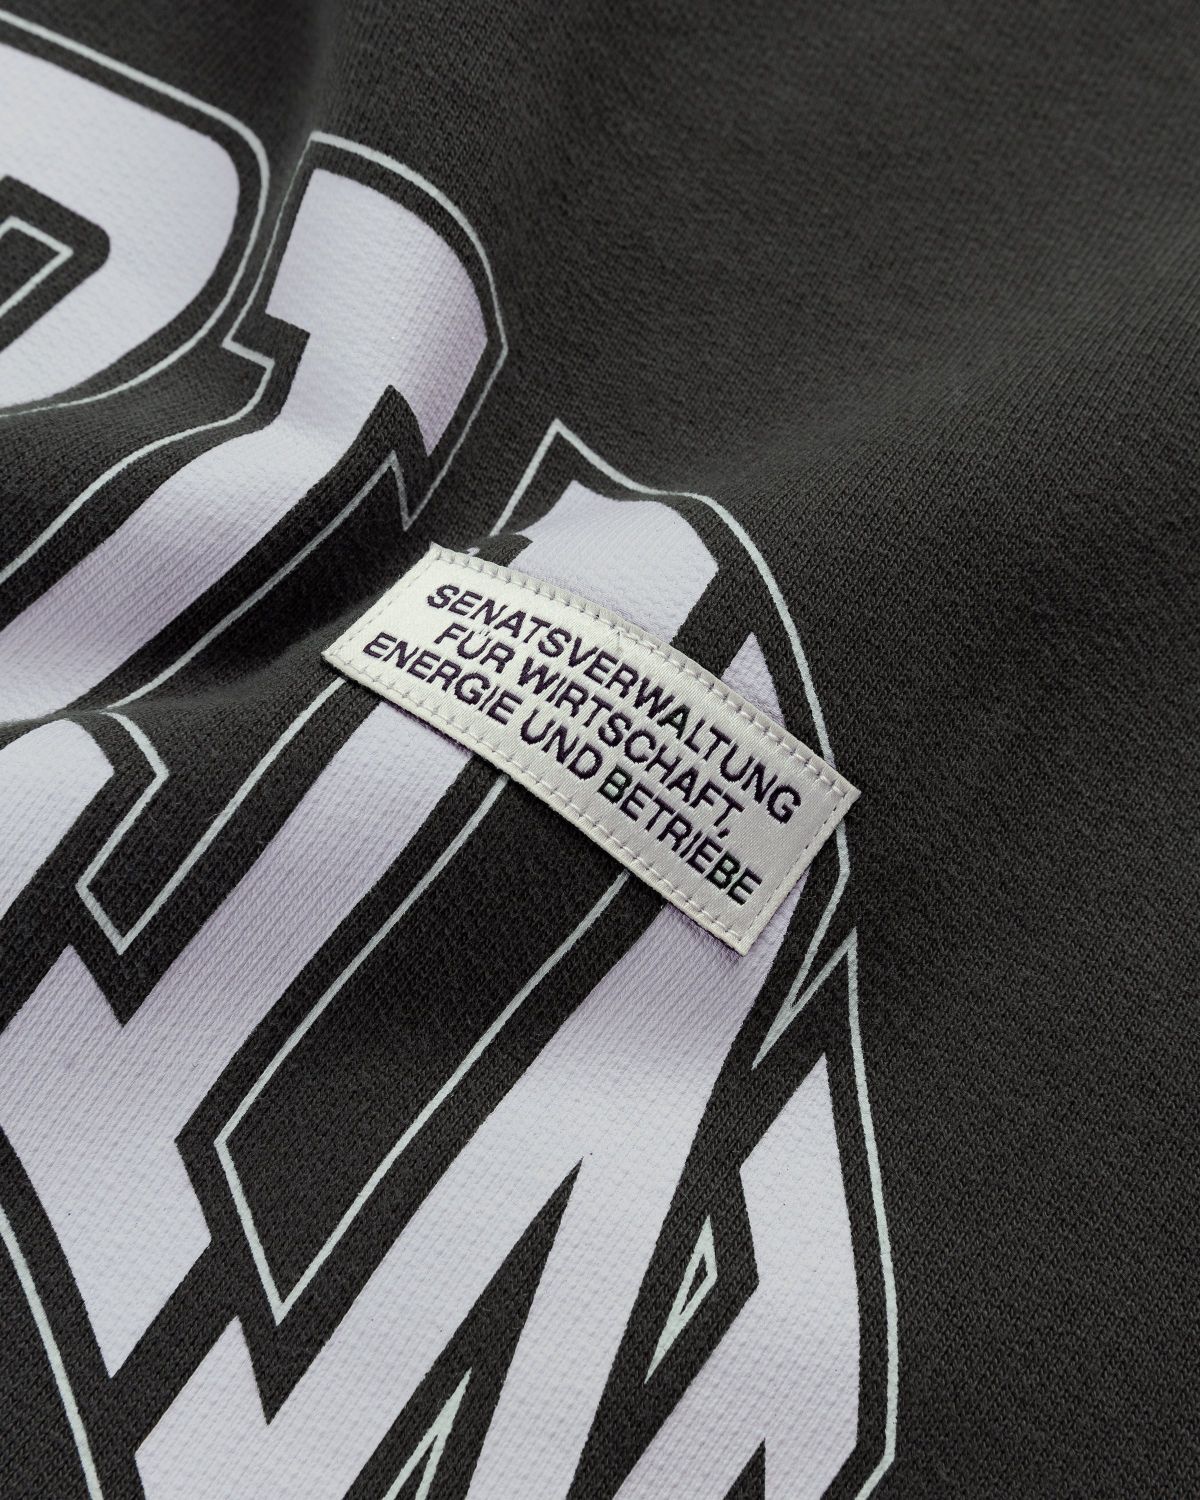 SENATSVERWALTUNG
FÜR WIRTSCHAFT,
ENERGIE UND BETRIEBE